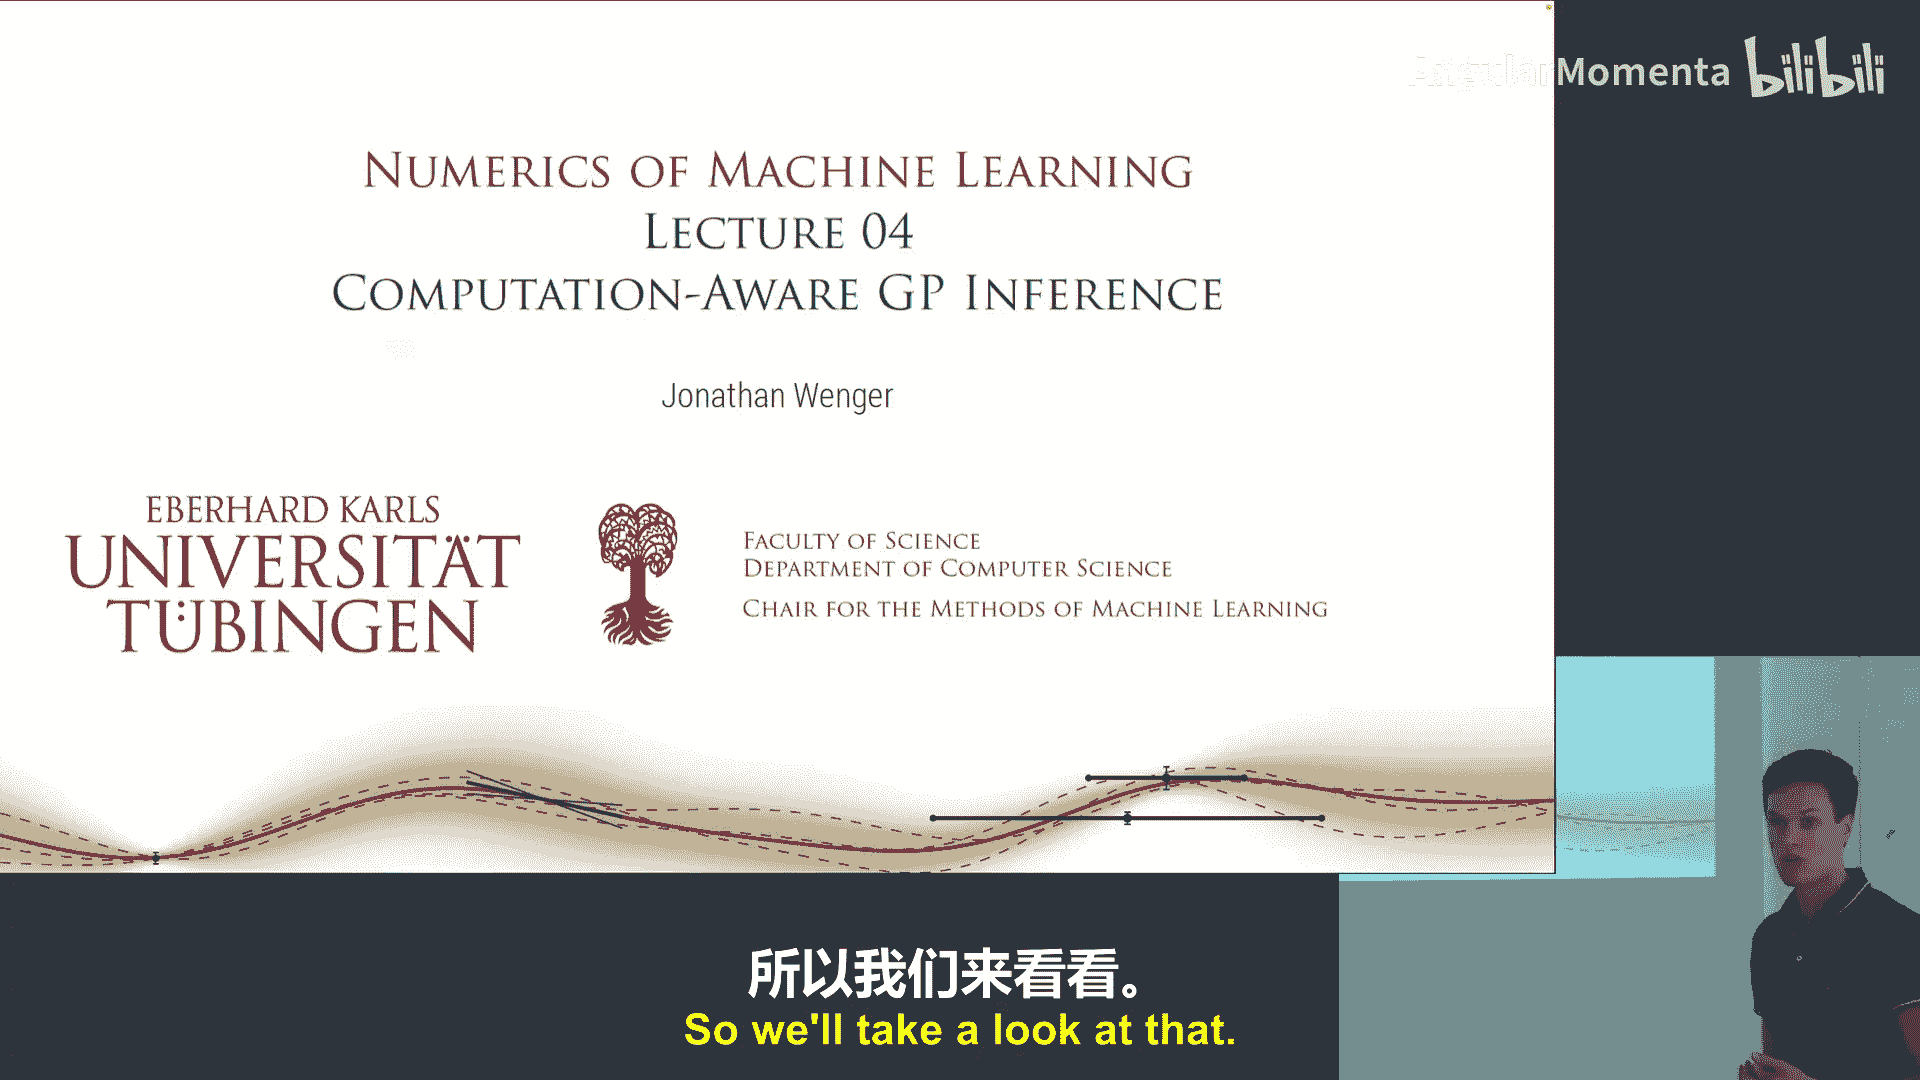 AngularMomenta bilibili
NUMERICS OF MACHINE LEARNING
LECTURE 04
COMPUTATION-AWARE GP INFERENCE
Jonathan Wenger
EBERHARD KARLS
UNIVERSITÄT
TÜBINGEN
FACULTY OF SCIENCE
DEPARTMENT OF COMPUTER SCIENCE
CHAIR FOR THE METHODS OF MACHINE LEARNING
所以我们来看看。
So we'll take a look at that.